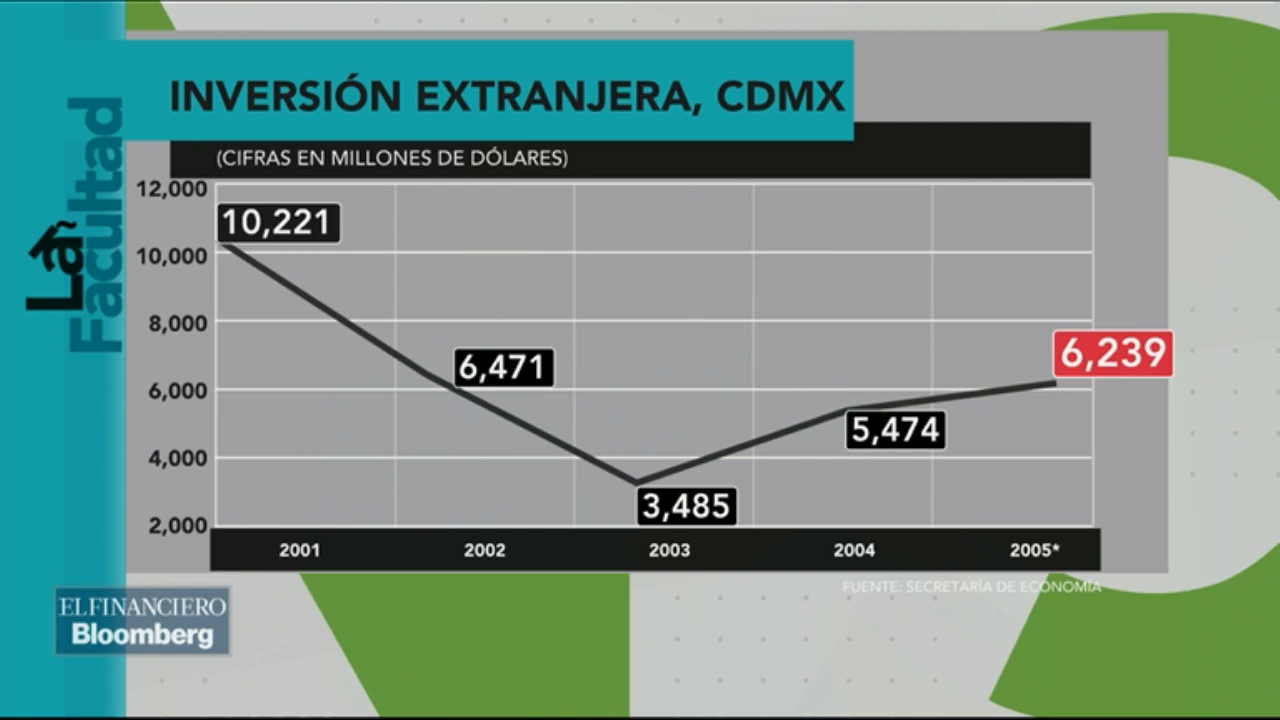 INVERSIÓN EXTRANJERA, CDMX
(CIFRAS EN MILLONES DE DÓLARES)
La
Facultad
12,000
10,000
8,000
6,000
4,000
2,000
10,221
6,471
3,485
5,474
6,239
2001 2002 2003 2004 2005*
FUENTE: SECRETARÍA DE ECONOMÍA
EL FINANCIERO
Bloomberg